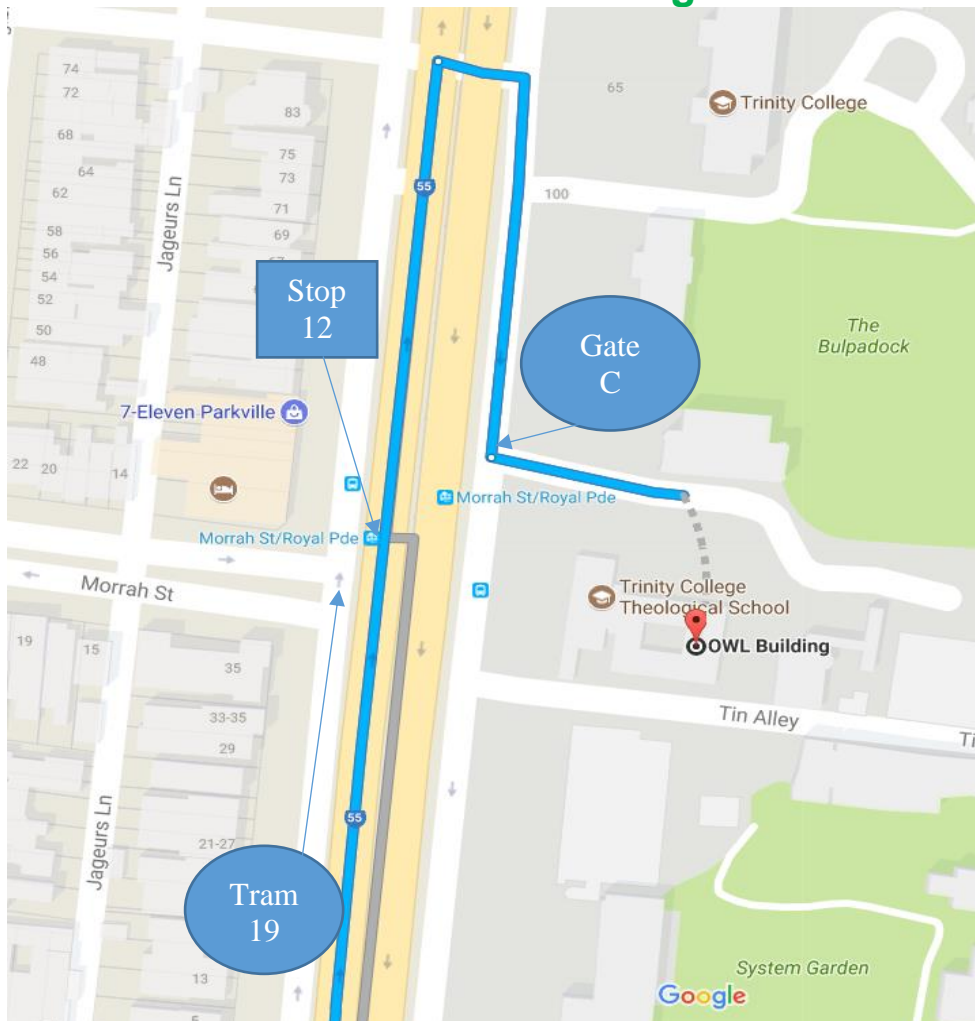 g
74
72
83
68
75
64
73
62
71
58
69
56
54
52
50
48
Jageurs Ln
55
65
Trinity College
100
Stop
12
Gate
C
The
Bulpadock
7-Eleven Parkville
22
20
14
Morrah St/Royal Pde
Morrah St/Royal Pde
Morrah St
Trinity College
Theological School
OWL Building
19
15
35
33-35
29
Tin Alley
Ti
55
21-27
Jageurs Ln
Tram
19
13
System Garden
Google